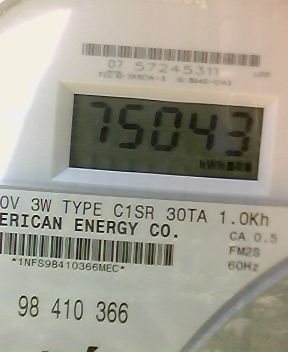 07 57245311
75043
kWh
0V 3W TYPE C1SR 30TA 1.0Kh
ERICAN ENERGY CO.
CA 0.5
FM2S
60Hz
*1NFS98410366MEC*
98 410 366